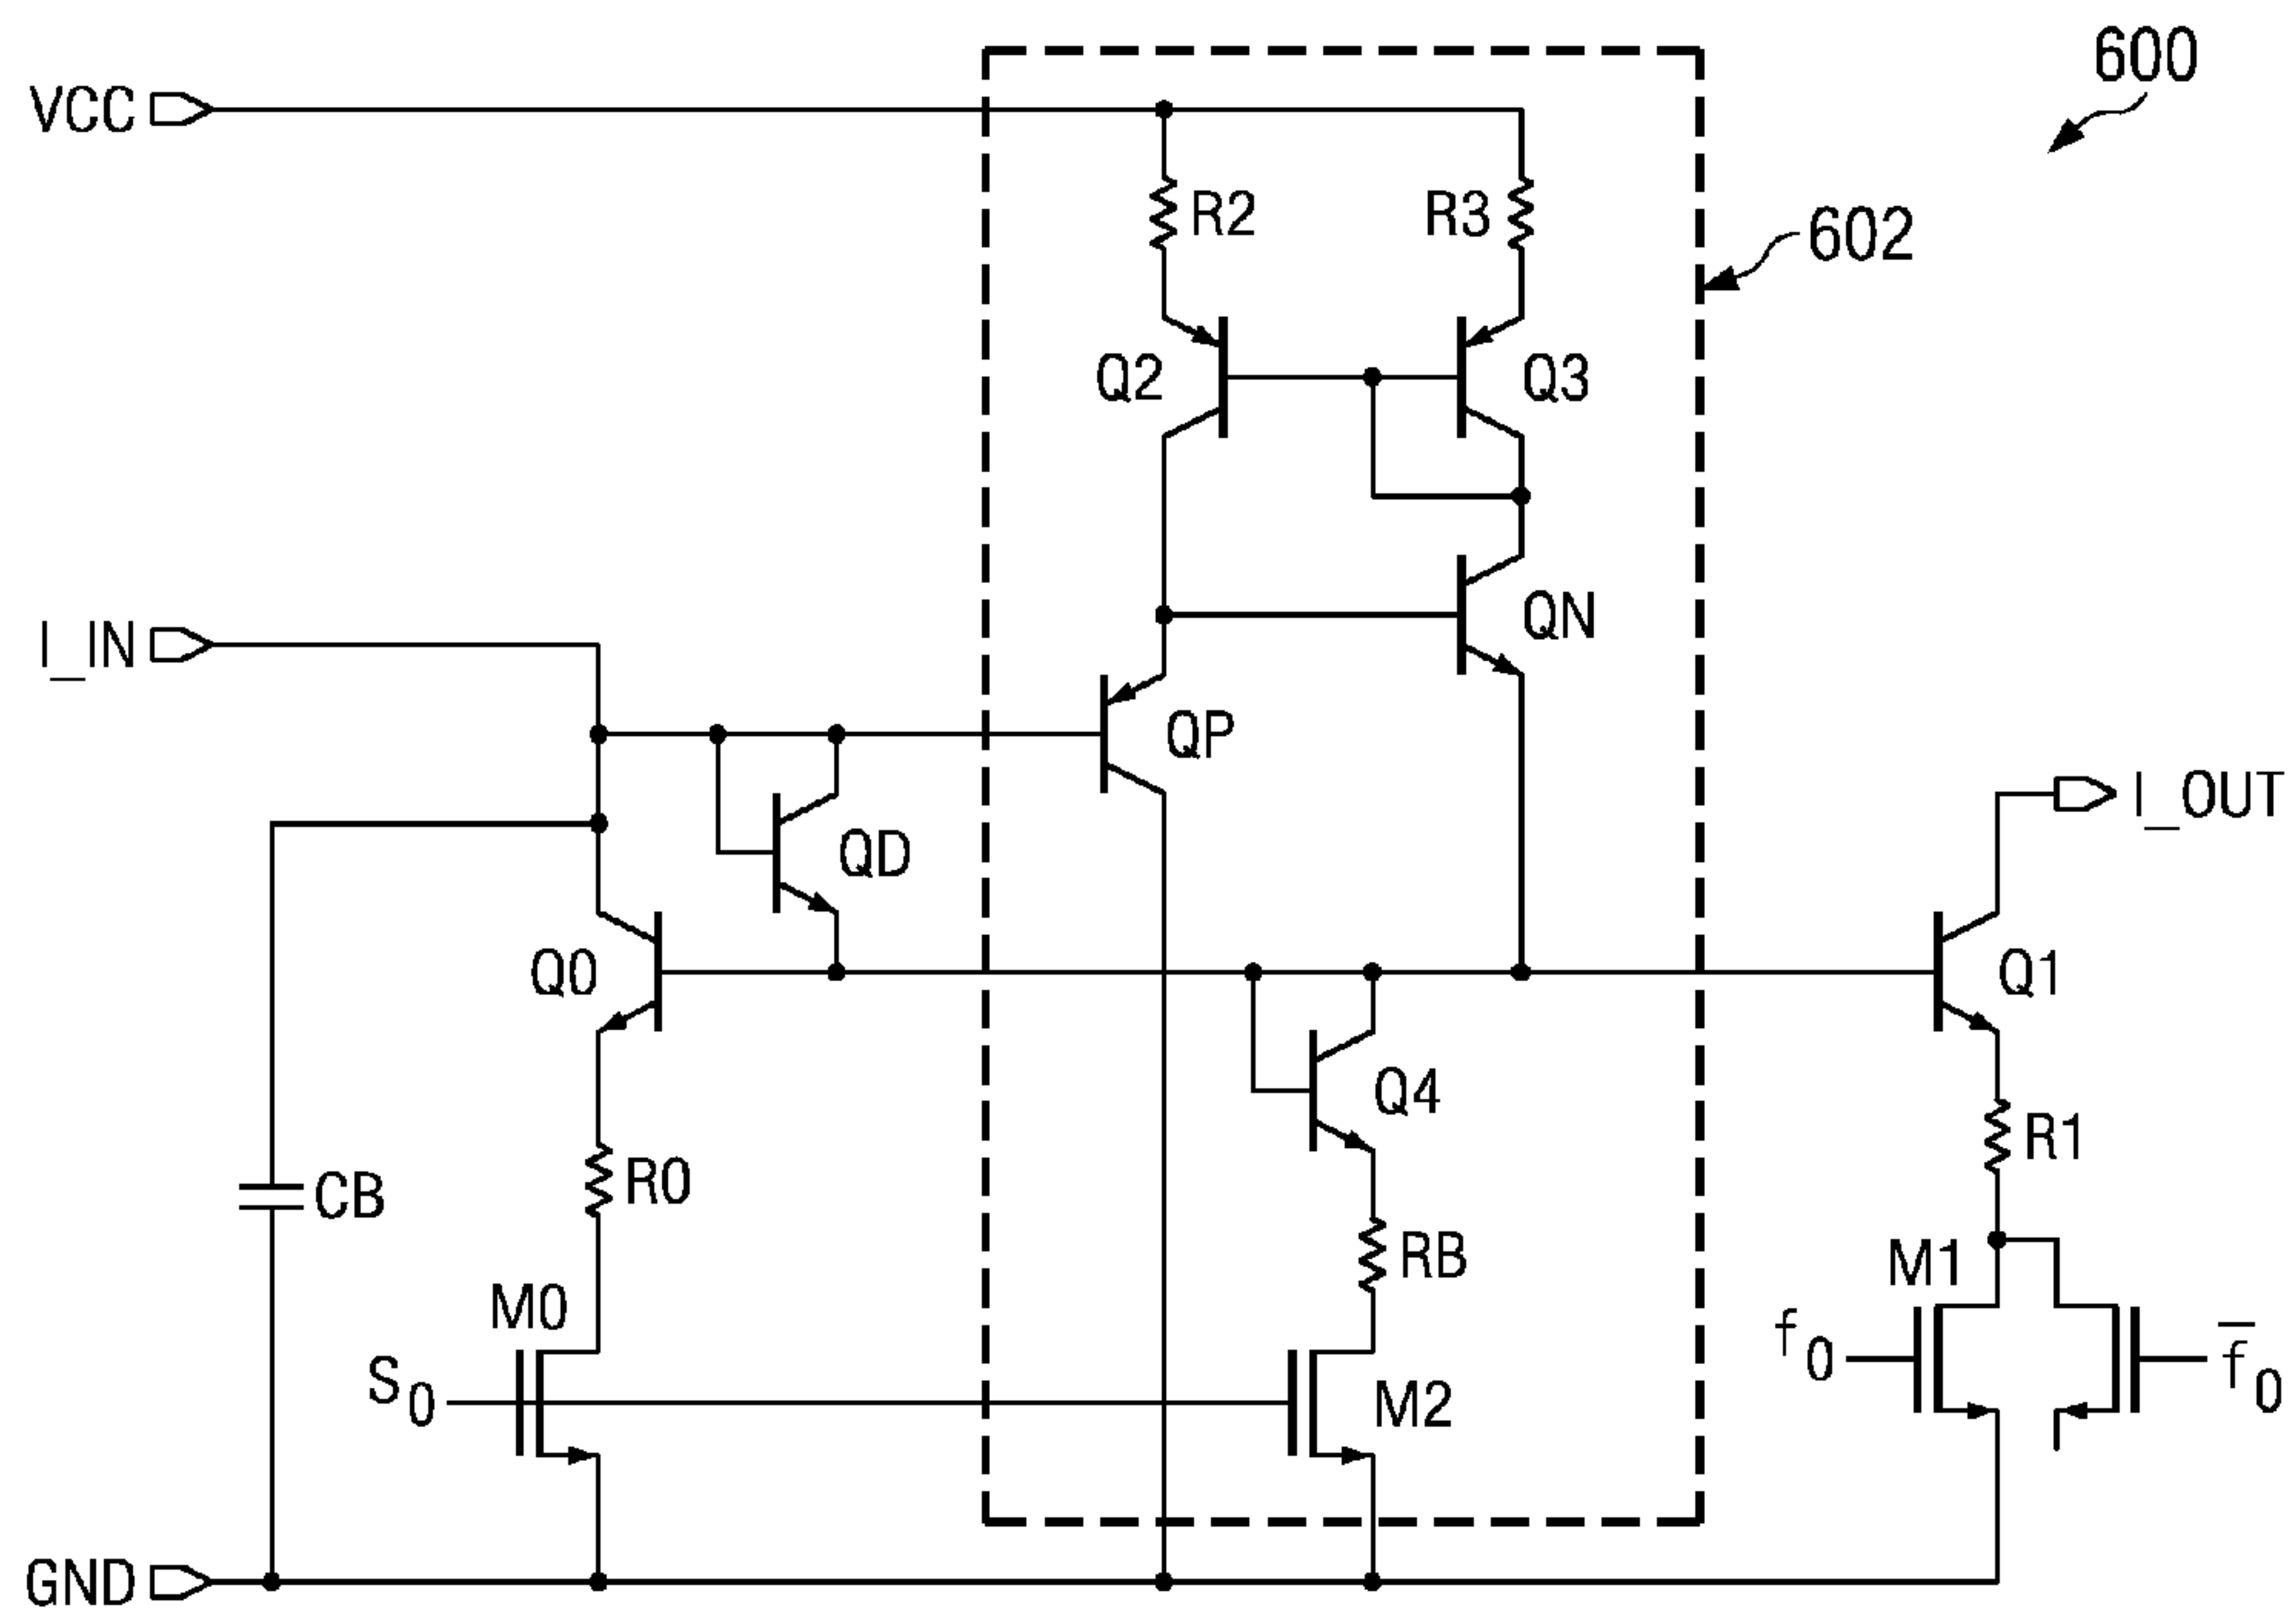 600
VCC
R2
R3
602
Q2
Q3
I_IN
QN
QP
I_OUT
QD
Q0
Q1
Q4
R1
CB
R0
RB
M1
M0
f0
f̅0
S0
M2
GND